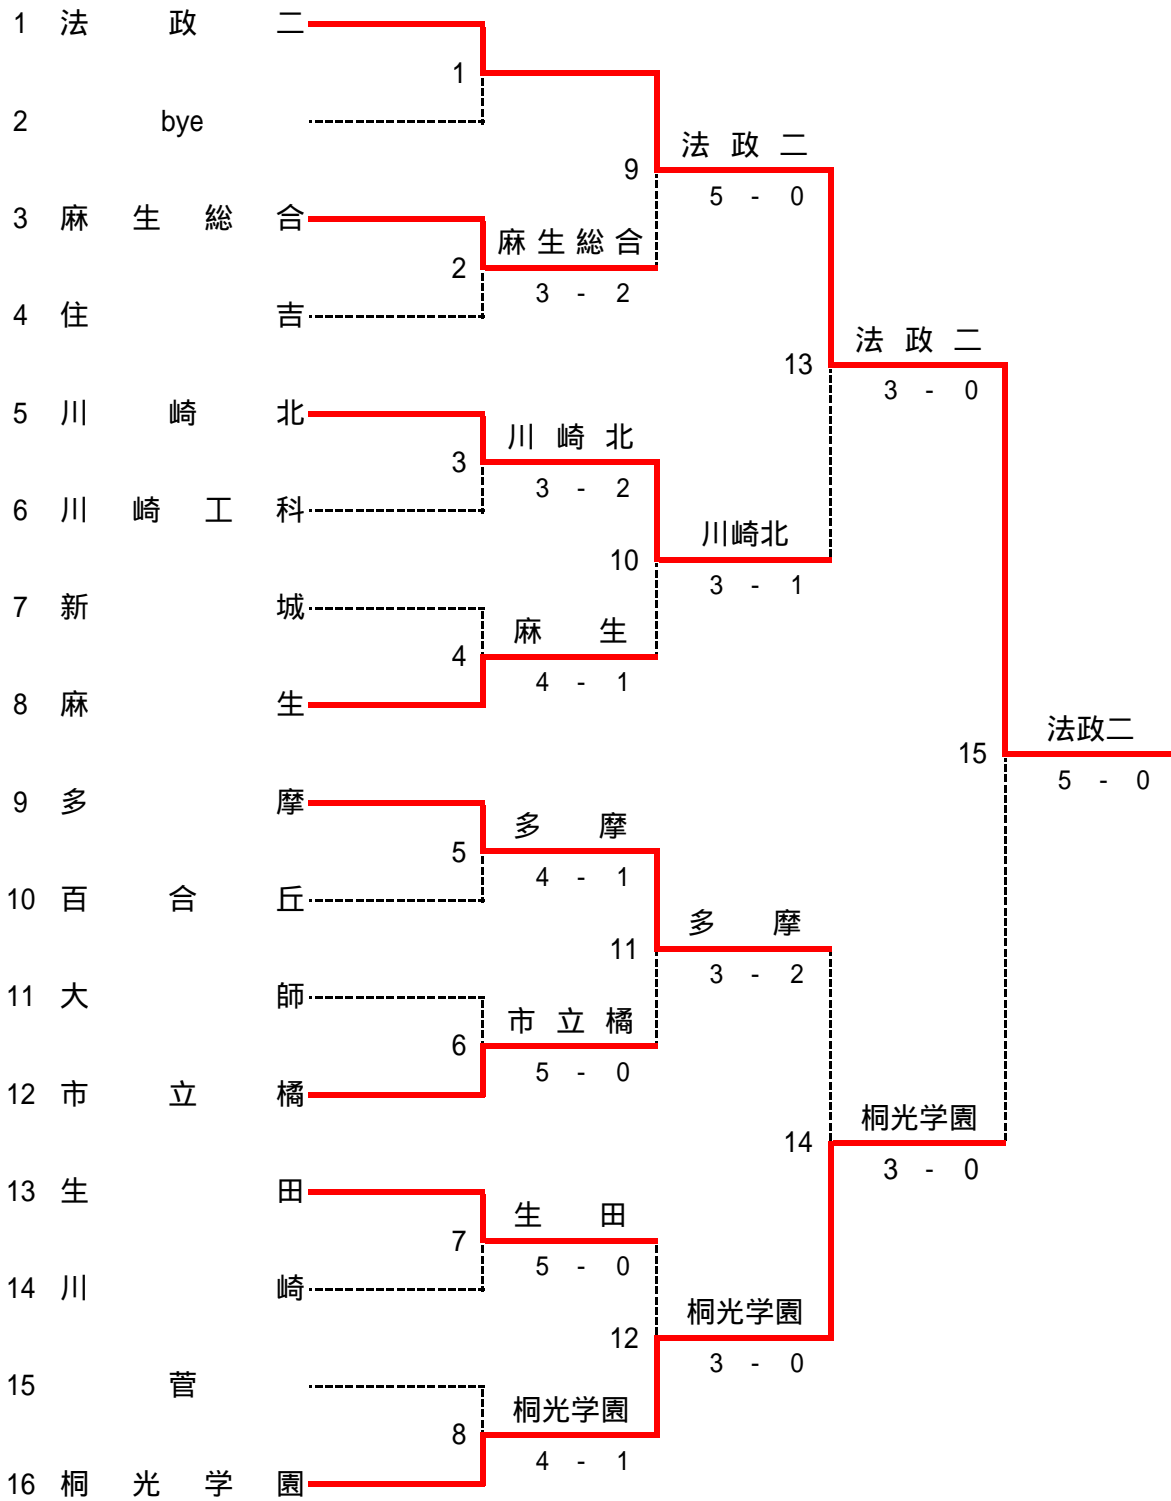 1 法政二
1
2 bye
法政二
9
5 - 0
3 麻生総合
麻生総合
2
3 - 2
4 住吉
法政二
13
3 - 0
5 川崎北
川崎北
3
3 - 2
6 川崎工科
川崎北
10
3 - 1
7 新城
麻生
4
4 - 1
8 麻生
法政二
15
5 - 0
9 多摩
多摩
5
4 - 1
10 百合丘
多摩
11
3 - 2
11 大師
市立橘
6
5 - 0
12 市立橘
桐光学園
14
3 - 0
13 生田
生田
7
5 - 0
14 川崎
桐光学園
12
3 - 0
15 菅
桐光学園
8
4 - 1
16 桐光学園